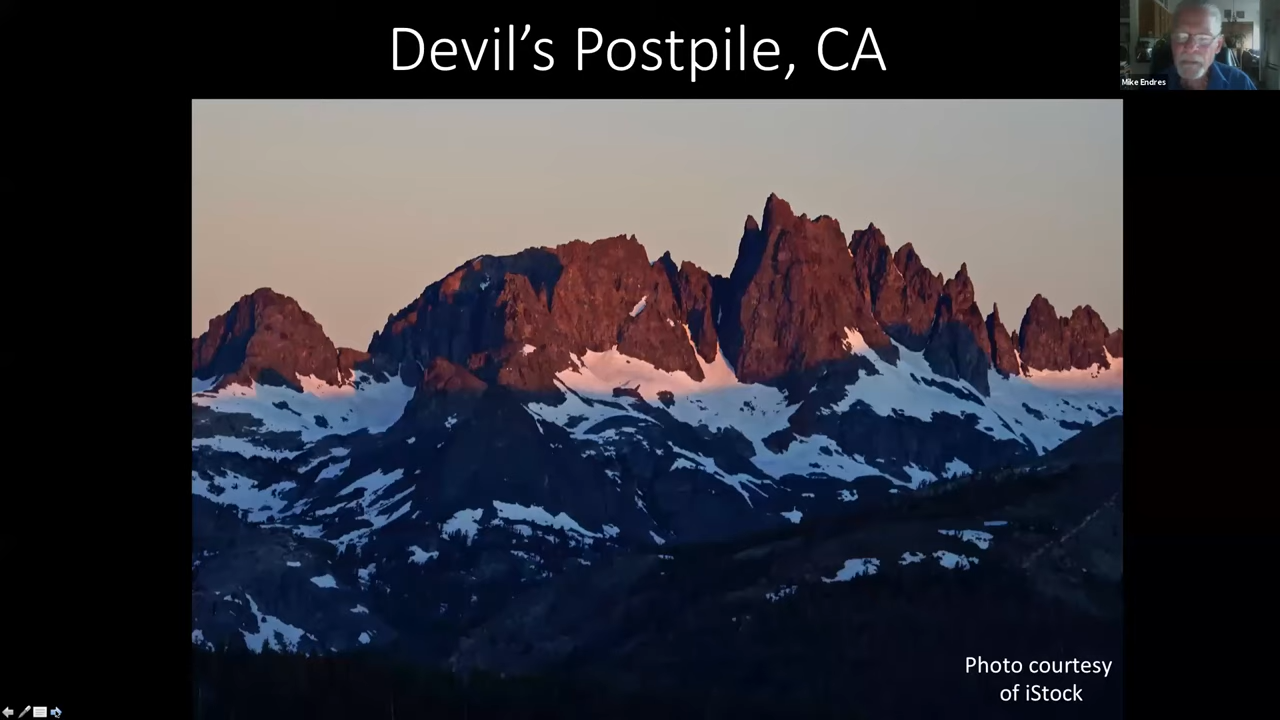 Devil’s Postpile, CA
Mike Endres
Photo courtesy
of iStock